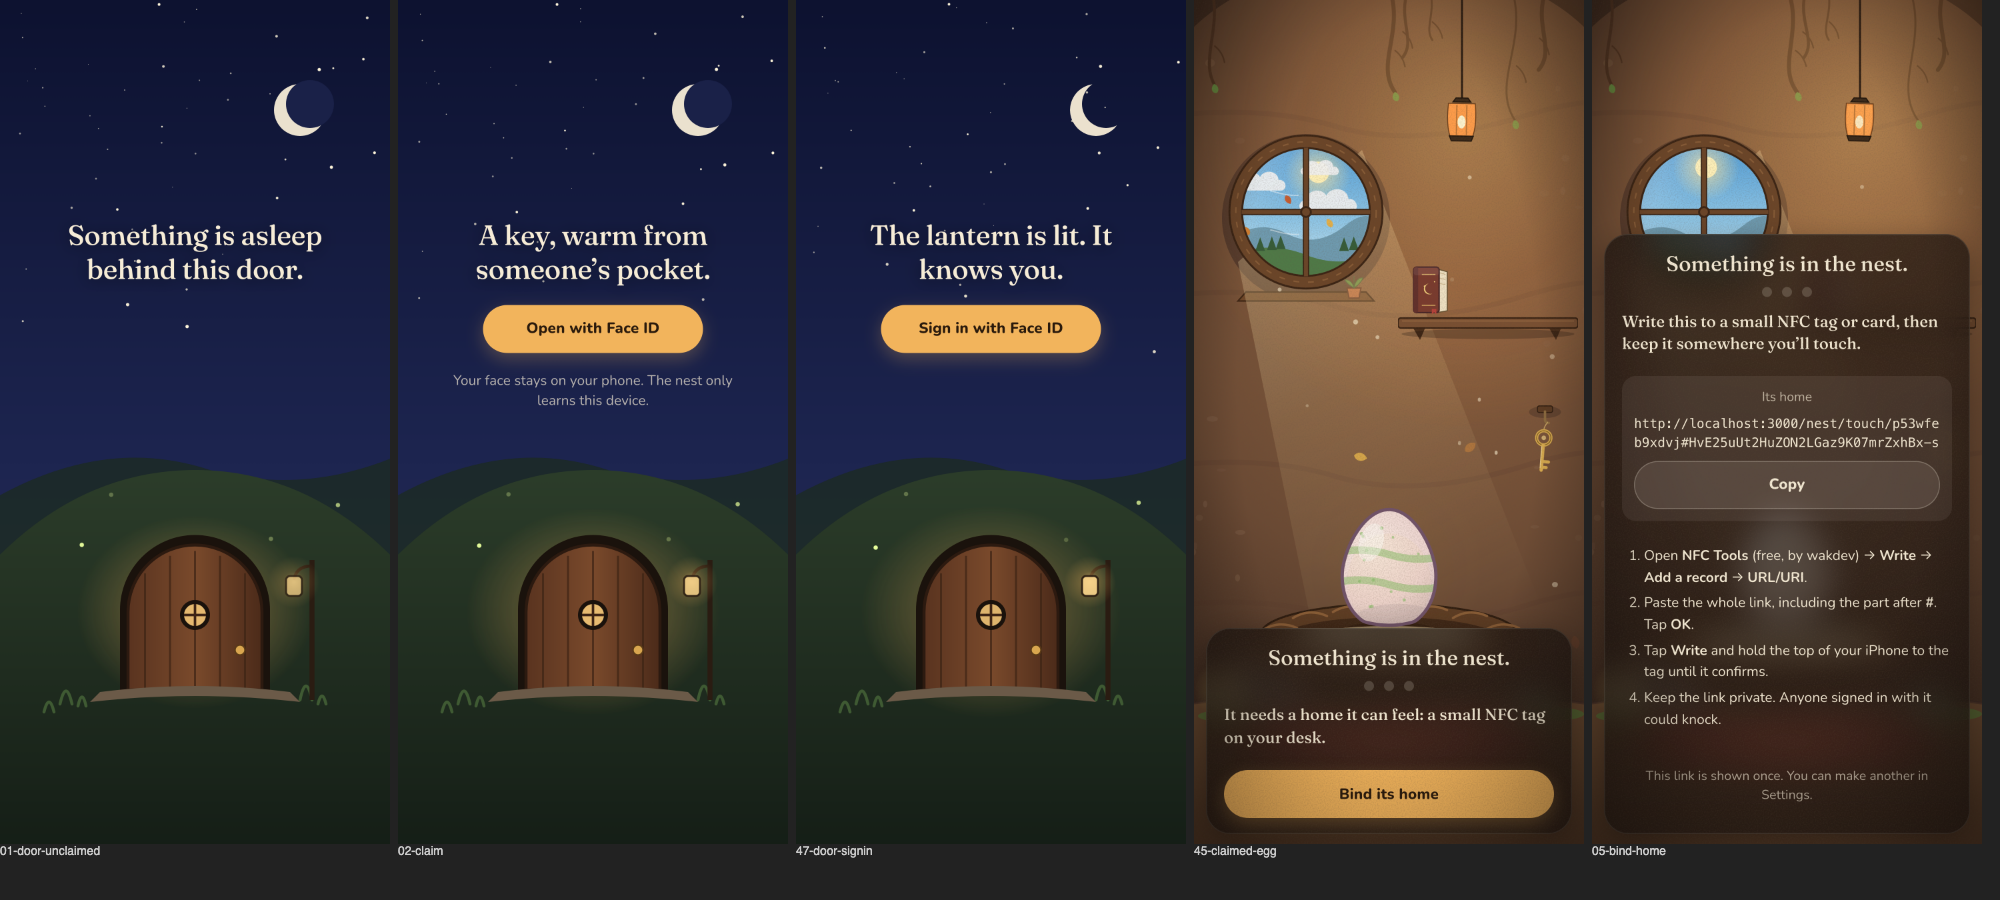 Something is asleep
behind this door.
01-door-unclaimed
A key, warm from
someone’s pocket.
Open with Face ID
Your face stays on your phone. The nest only
learns this device.
02-claim
The lantern is lit. It
knows you.
Sign in with Face ID
47-door-signin
Something is in the nest.
It needs a home it can feel: a small NFC tag
on your desk.
Bind its home
45-claimed-egg
Something is in the nest.
Write this to a small NFC tag or card, then
keep it somewhere you’ll touch.
Its home
http://localhost:3000/nest/touch/p53wfe
b9xdvj#HvE25uUt2HuZON2LGaz9K07mrZxhBx-s
Copy
1. Open NFC Tools (free, by wakdev) → Write →
Add a record → URL/URI.
2. Paste the whole link, including the part after #.
Tap OK.
3. Tap Write and hold the top of your iPhone to the
tag until it confirms.
4. Keep the link private. Anyone signed in with it
could knock.
This link is shown once. You can make another in
Settings.
05-bind-home